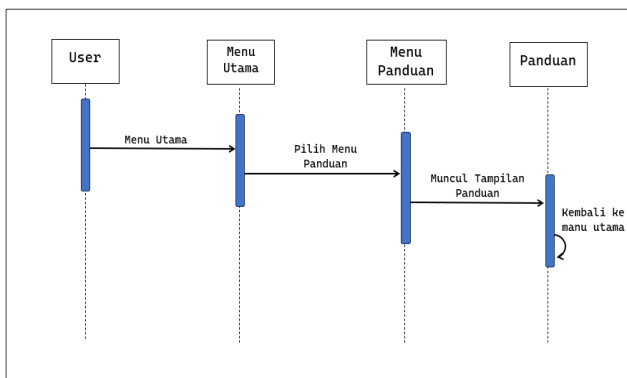 User
Menu
Utama
Menu
Panduan
Panduan
Menu Utama
Pilih Menu
Panduan
Muncul Tampilan
Panduan
Kembali ke
manu utama